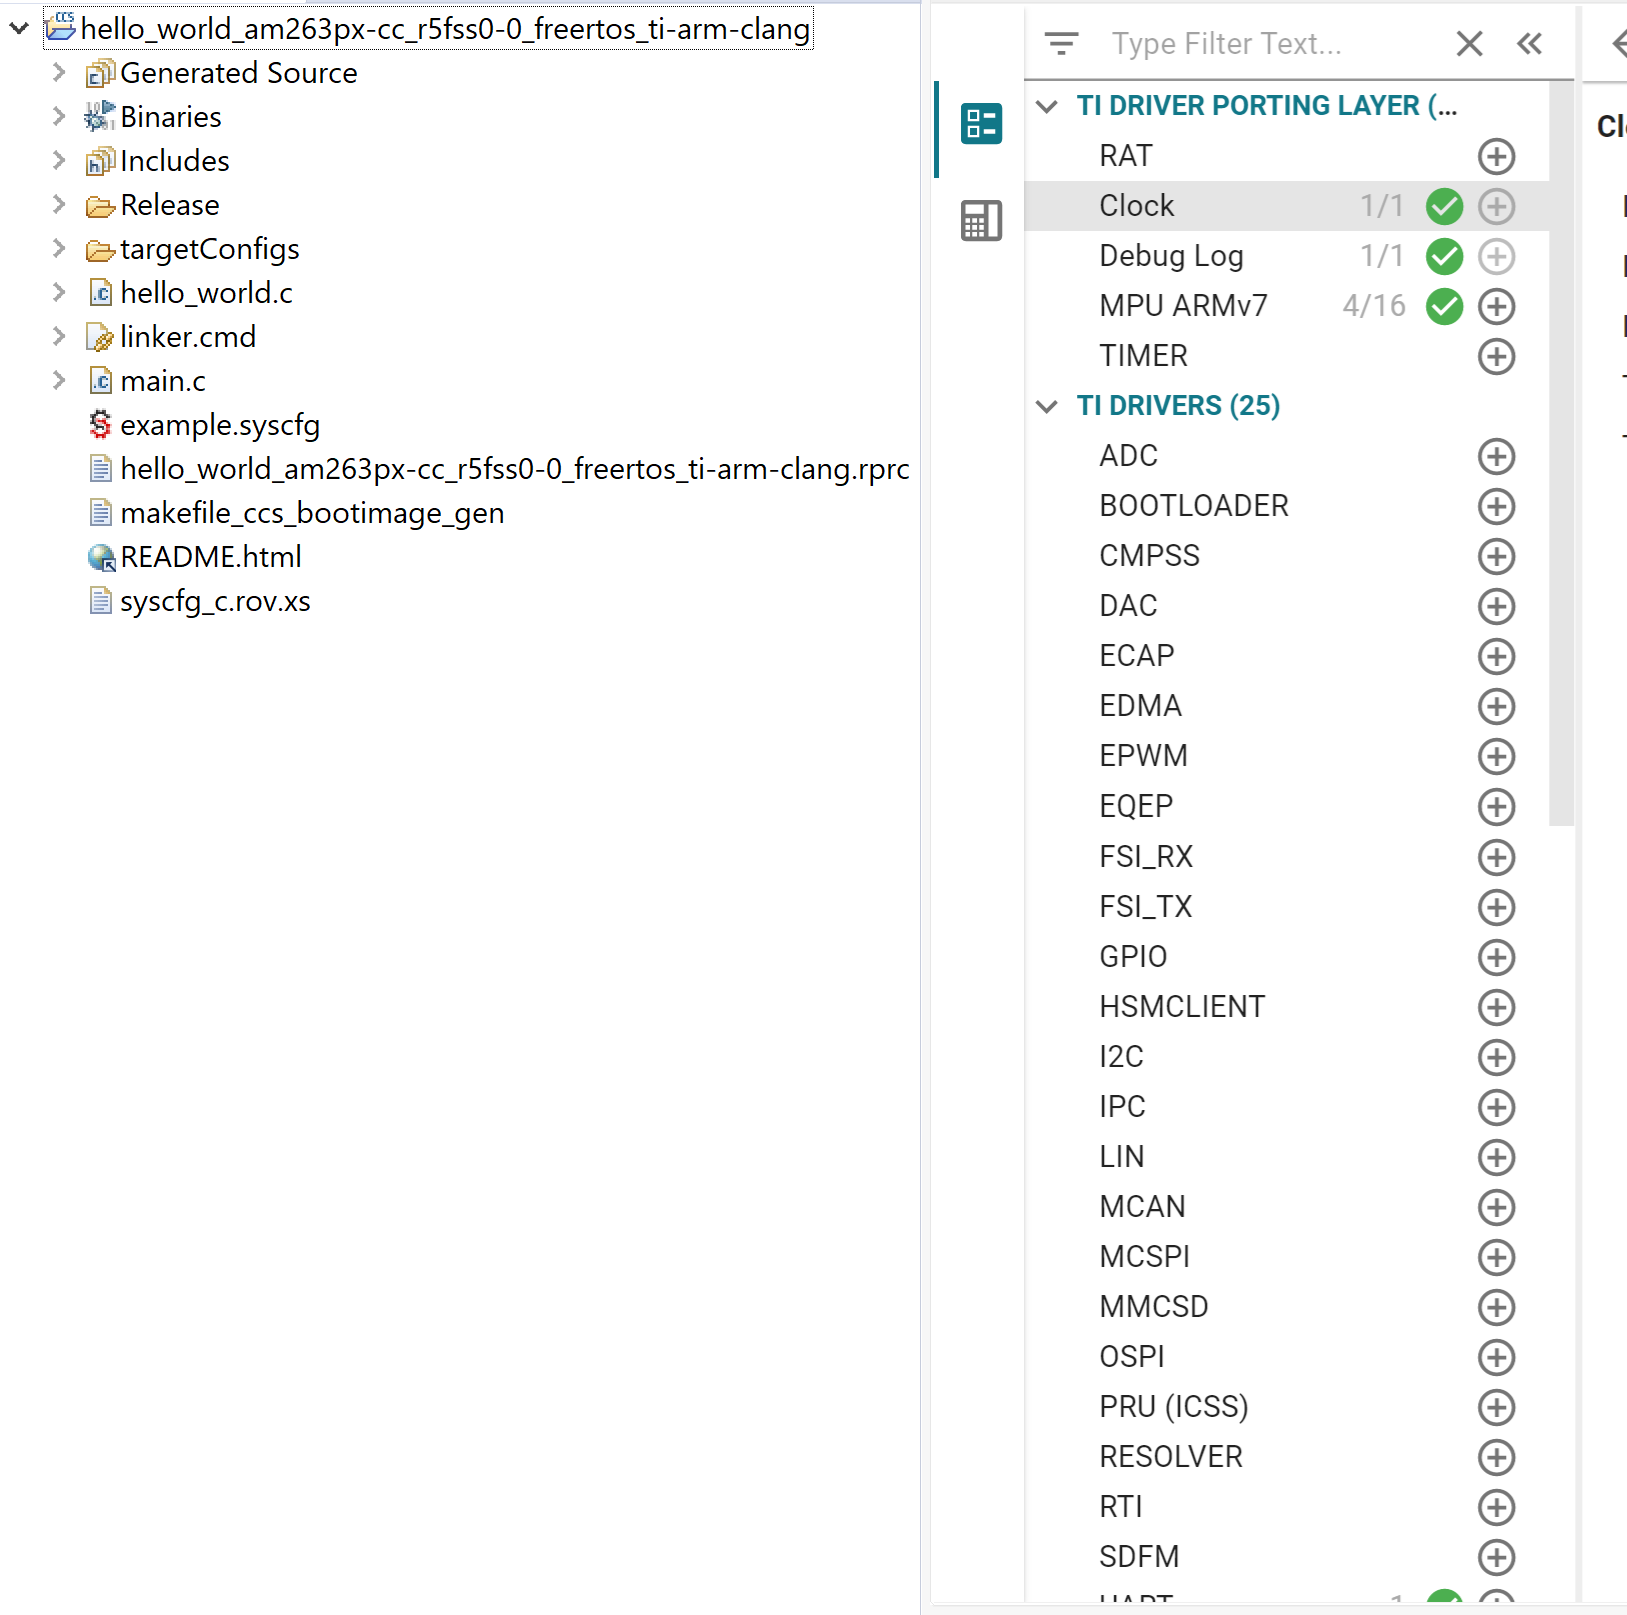 hello_world_am263px-cc_r5fss0-0_freertos_ti-arm-clang
Generated Source
Binaries
Includes
Release
targetConfigs
hello_world.c
linker.cmd
main.c
example.syscfg
hello_world_am263px-cc_r5fss0-0_freertos_ti-arm-clang.rprc
makefile_ccs_bootimage_gen
README.html
syscfg_c.rov.xs
Type Filter Text...
TI DRIVER PORTING LAYER (...
RAT
Clock 1/1
Debug Log 1/1
MPU ARMv7 4/16
TIMER
TI DRIVERS (25)
ADC
BOOTLOADER
CMPSS
DAC
ECAP
EDMA
EPWM
EQEP
FSI_RX
FSI_TX
GPIO
HSMCLIENT
I2C
IPC
LIN
MCAN
MCSPI
MMCSD
OSPI
PRU (ICSS)
RESOLVER
RTI
SDFM
UART 1